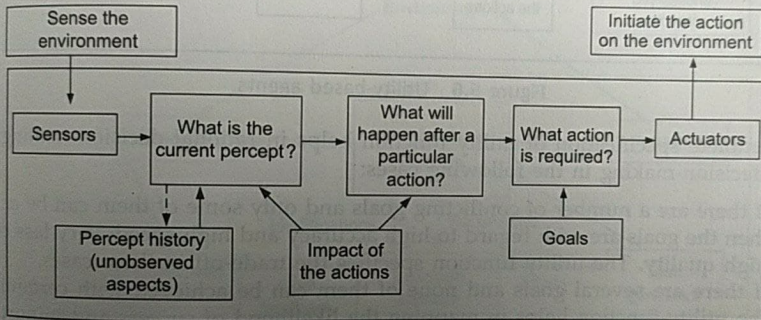 Sense the
environment
Initiate the action
on the environment
Sensors
What is the
current percept?
What will
happen after a
particular
action?
What action
is required?
Actuators
Percept history
(unobserved
aspects)
Impact of
the actions
Goals